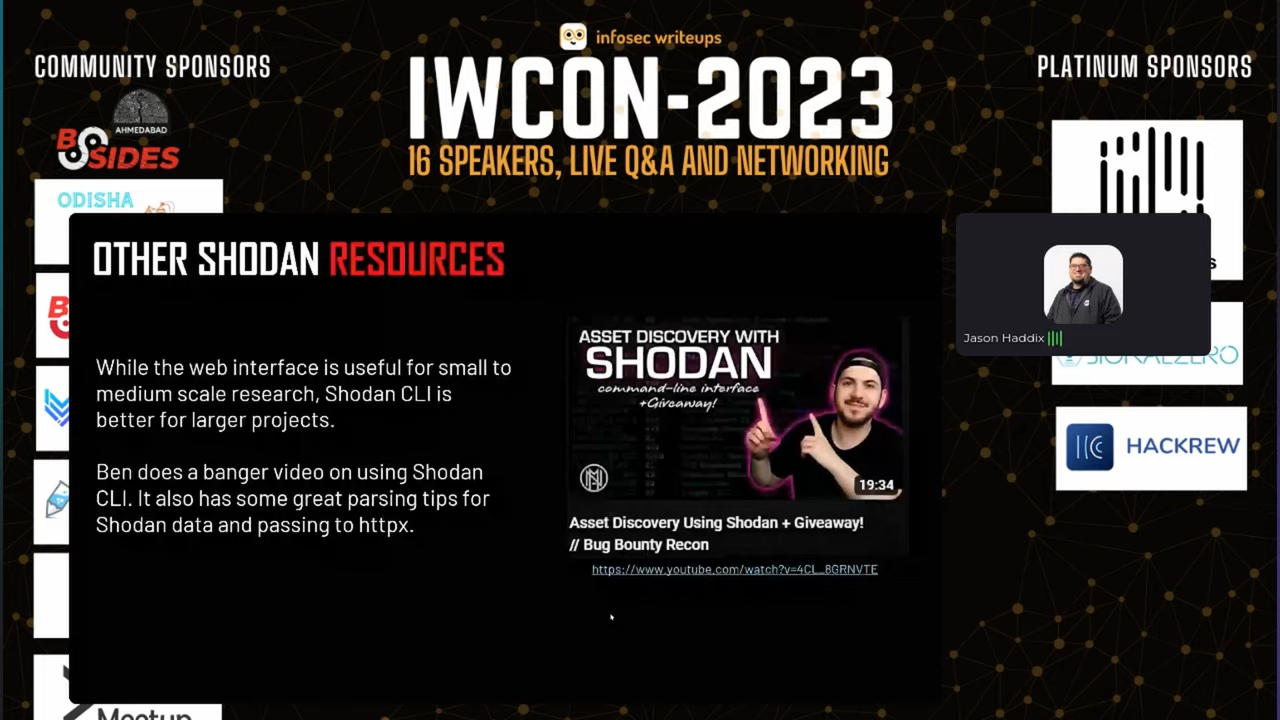 infosec writeups
COMMUNITY SPONSORS
IWCON-2023
PLATINUM SPONSORS
16 SPEAKERS, LIVE Q&A AND NETWORKING
AHMEDABAD
BSIDES
ODISHA
OTHER SHODAN RESOURCES
While the web interface is useful for small to
medium scale research, Shodan CLI is
better for larger projects.
Ben does a banger video on using Shodan
CLI. It also has some great parsing tips for
Shodan data and passing to httpx.
ASSET DISCOVERY WITH
SHODAN
command-line interface
+Giveaway!
19:34
Asset Discovery Using Shodan + Giveaway!
// Bug Bounty Recon
https://www.youtube.com/watch?v=4CL_8GRNVTE
Jason Haddix
HACKREW
Meetup